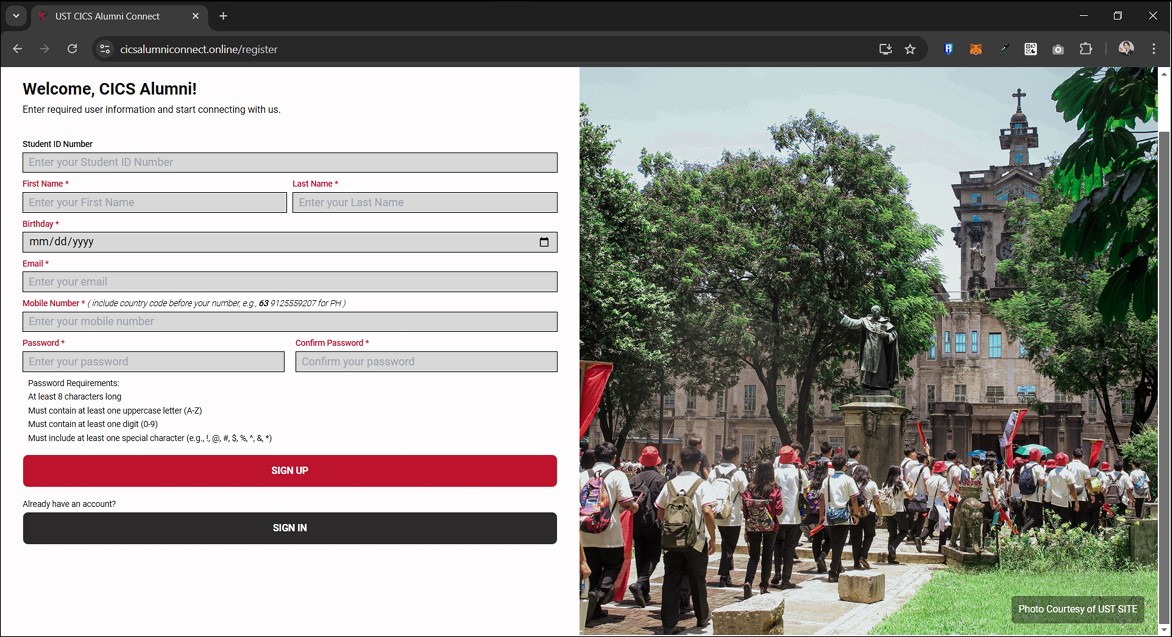 UST CICS Alumni Connect
cicsalumniconnect.online/register
Welcome, CICS Alumni!
Enter required user information and start connecting with us.
Student ID Number
Enter your Student ID Number
First Name * Last Name *
Enter your First Name Enter your Last Name
Birthday *
mm/dd/yyyy
Email *
Enter your email
Mobile Number * ( include country code before your number, e.g., 63 9125559207 for PH )
Enter your mobile number
Password * Confirm Password *
Enter your password Confirm your password
Password Requirements:
At least 8 characters long
Must contain at least one uppercase letter (A-Z)
Must contain at least one digit (0-9)
Must include at least one special character (e.g., !, @, #, $, %, ^, &, *)
SIGN UP
Already have an account?
SIGN IN
Photo Courtesy of UST SITE